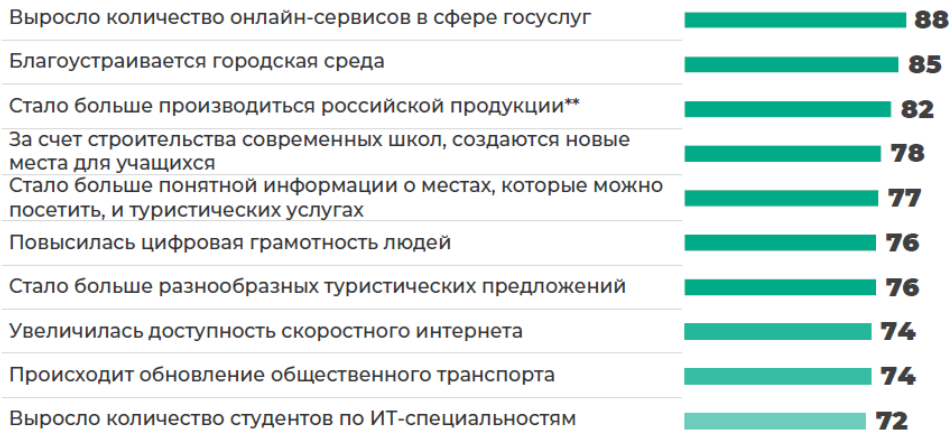 Выросло количество онлайн-сервисов в сфере госуслуг 88
Благоустраивается городская среда 85
Стало больше производиться российской продукции** 82
За счет строительства современных школ, создаются новые
места для учащихся 78
Стало больше понятной информации о местах, которые можно
посетить, и туристических услугах 77
Повысилась цифровая грамотность людей 76
Стало больше разнообразных туристических предложений 76
Увеличилась доступность скоростного интернета 74
Происходит обновление общественного транспорта 74
Выросло количество студентов по ИТ-специальностям 72